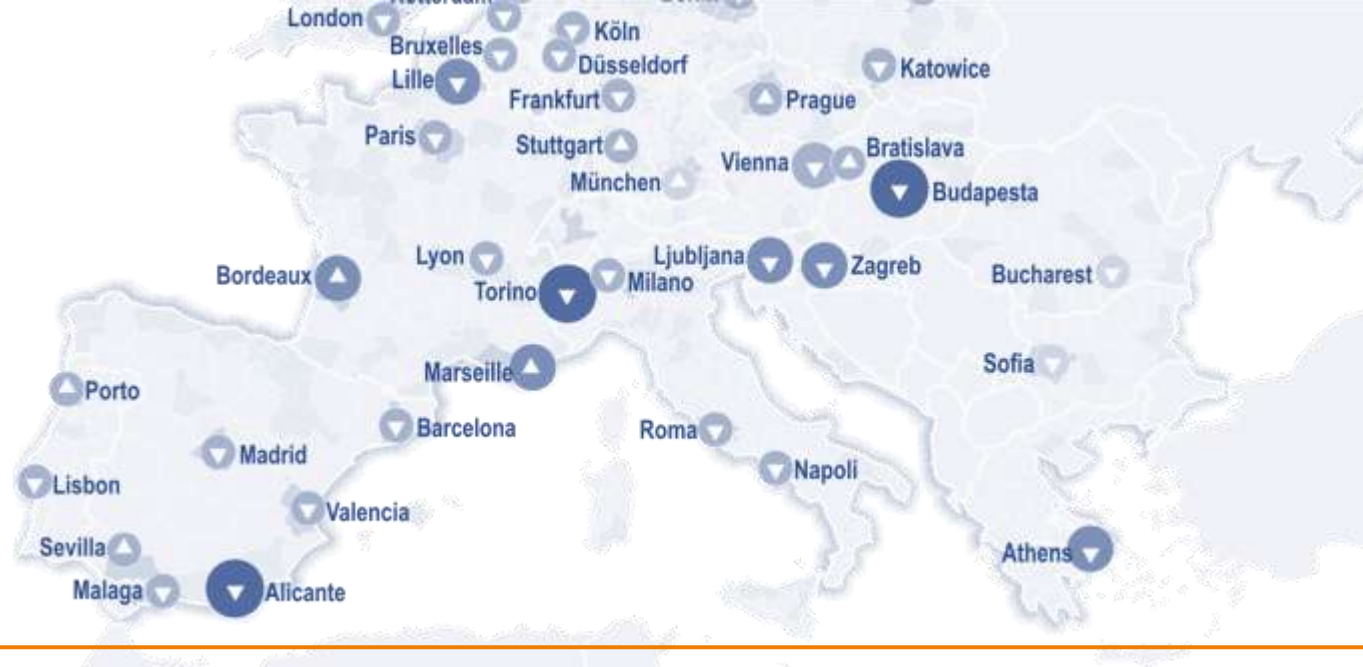 London
Köln
Bruxelles
Düsseldorf
Lille
Katowice
Frankfurt
Prague
Paris
Stuttgart
Bratislava
Vienna
München
Budapesta
Lyon
Ljubljana
Zagreb
Bordeaux
Bucharest
Torino
Milano
Sofia
Marseille
Porto
Barcelona
Roma
Madrid
Napoli
Lisbon
Valencia
Sevilla
Athens
Malaga
Alicante